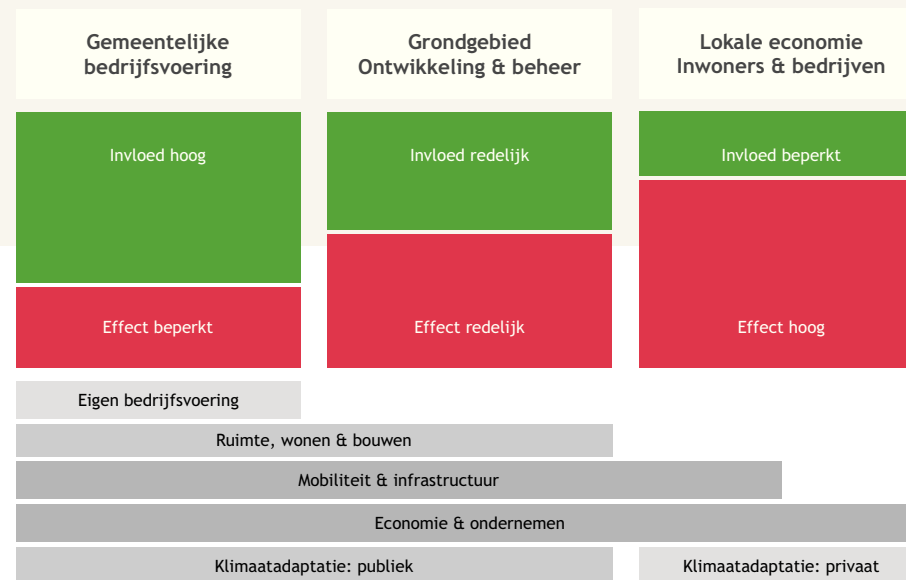 Gemeentelijke
bedrijfsvoering
Grondgebied
Ontwikkeling & beheer
Lokale economie
Inwoners & bedrijven
Invloed hoog
Invloed redelijk
Invloed beperkt
Effect beperkt
Effect redelijk
Effect hoog
Eigen bedrijfsvoering
Ruimte, wonen & bouwen
Mobiliteit & infrastructuur
Economie & ondernemen
Klimaatadaptatie: publiek
Klimaatadaptatie: privaat